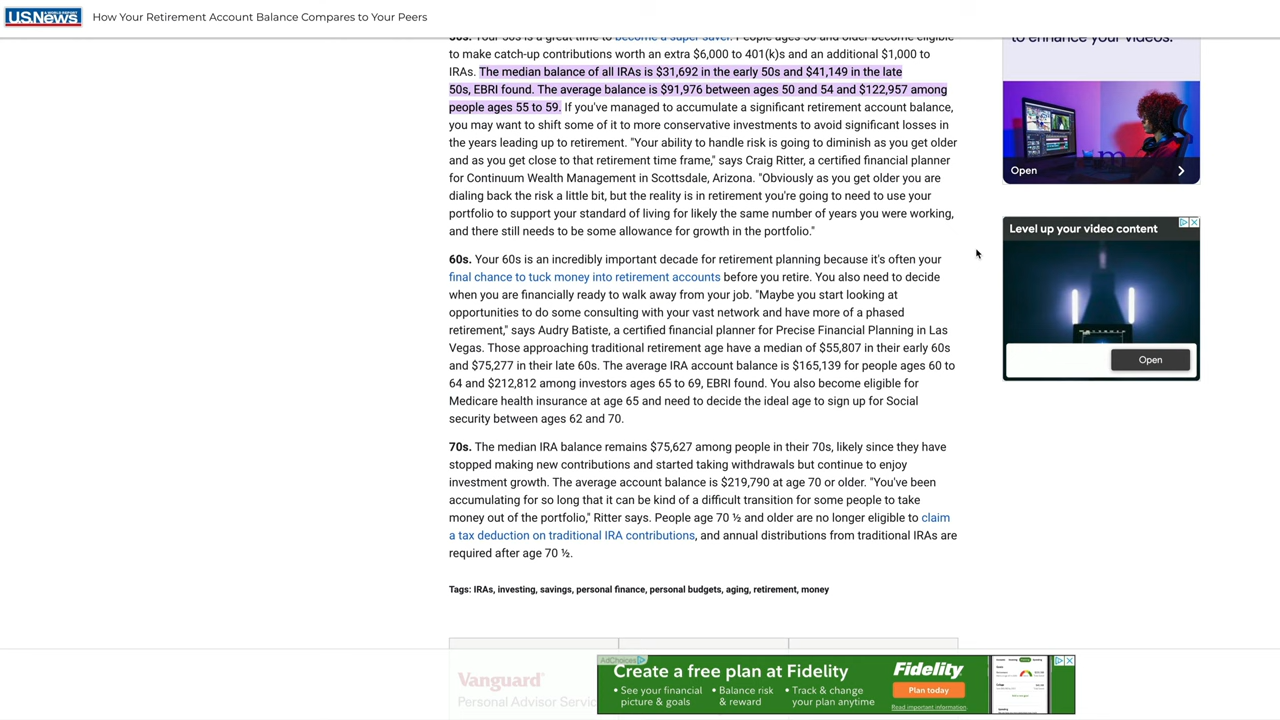 U.S.News
How Your Retirement Account Balance Compares to Your Peers
50s. Your 50s is a great time to become a super saver. People ages 50 and older become eligible
to make catch-up contributions worth an extra $6,000 to 401(k)s and an additional $1,000 to
IRAs. The median balance of all IRAs is $31,692 in the early 50s and $41,149 in the late
50s, EBRI found. The average balance is $91,976 between ages 50 and 54 and $122,957 among
people ages 55 to 59. If you've managed to accumulate a significant retirement account balance,
you may want to shift some of it to more conservative investments to avoid significant losses in
the years leading up to retirement. "Your ability to handle risk is going to diminish as you get older
and as you get close to that retirement time frame," says Craig Ritter, a certified financial planner
for Continuum Wealth Management in Scottsdale, Arizona. "Obviously as you get older you are
dialing back the risk a little bit, but the reality is in retirement you're going to need to use your
portfolio to support your standard of living for likely the same number of years you were working,
and there still needs to be some allowance for growth in the portfolio."
60s. Your 60s is an incredibly important decade for retirement planning because it's often your
final chance to tuck money into retirement accounts before you retire. You also need to decide
when you are financially ready to walk away from your job. "Maybe you start looking at
opportunities to do some consulting with your vast network and have more of a phased
retirement," says Audry Batiste, a certified financial planner for Precise Financial Planning in Las
Vegas. Those approaching traditional retirement age have a median of $55,807 in their early 60s
and $75,277 in their late 60s. The average IRA account balance is $165,139 for people ages 60 to
64 and $212,812 among investors ages 65 to 69, EBRI found. You also become eligible for
Medicare health insurance at age 65 and need to decide the ideal age to sign up for Social
security between ages 62 and 70.
70s. The median IRA balance remains $75,627 among people in their 70s, likely since they have
stopped making new contributions and started taking withdrawals but continue to enjoy
investment growth. The average account balance is $219,790 at age 70 or older. "You've been
accumulating for so long that it can be kind of a difficult transition for some people to take
money out of the portfolio," Ritter says. People age 70 ½ and older are no longer eligible to claim
a tax deduction on traditional IRA contributions, and annual distributions from traditional IRAs are
required after age 70 ½.
Tags: IRAs, investing, savings, personal finance, personal budgets, aging, retirement, money
to enhance your videos.
Open
Level up your video content
Open
Vanguard
Personal Advisor Servic
AdChoices
Create a free plan at Fidelity
• See your financial picture & goals
• Balance risk & reward
• Track & change your plan anytime
Fidelity
Plan today
Read important information.